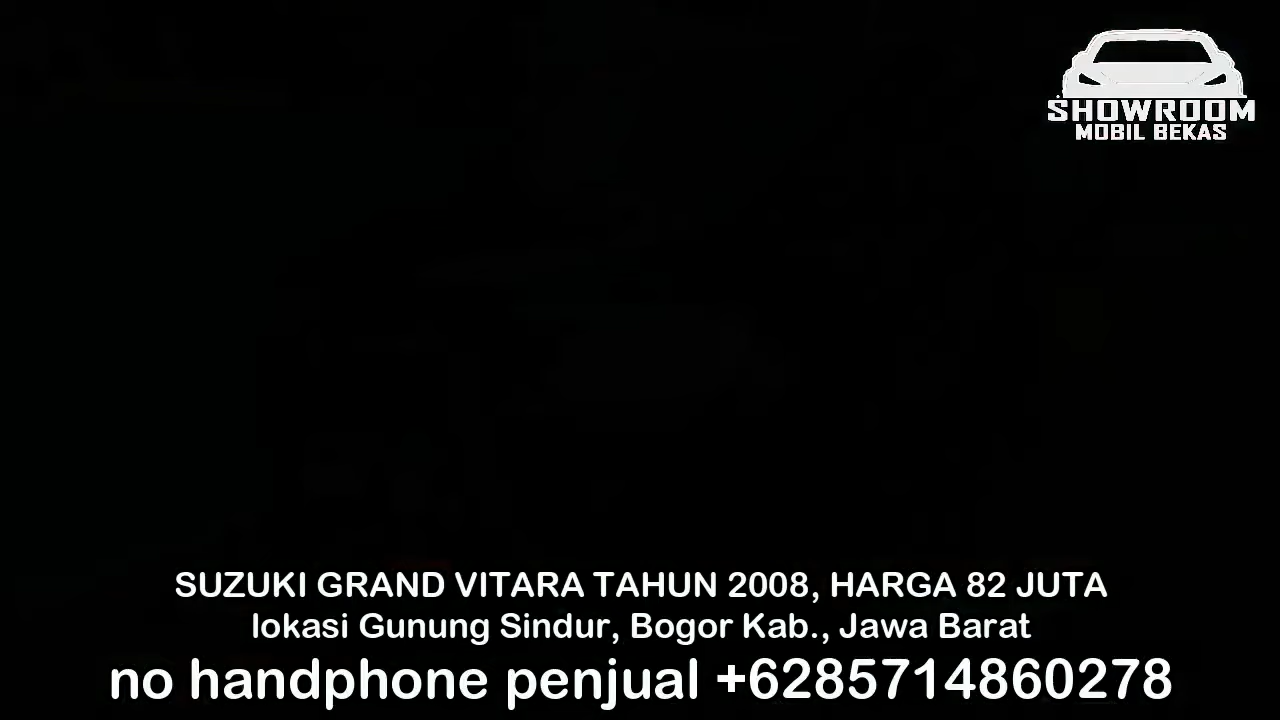 SHOWROOM
MOBIL BEKAS
SUZUKI GRAND VITARA TAHUN 2008, HARGA 82 JUTA
lokasi Gunung Sindur, Bogor Kab., Jawa Barat
no handphone penjual +6285714860278